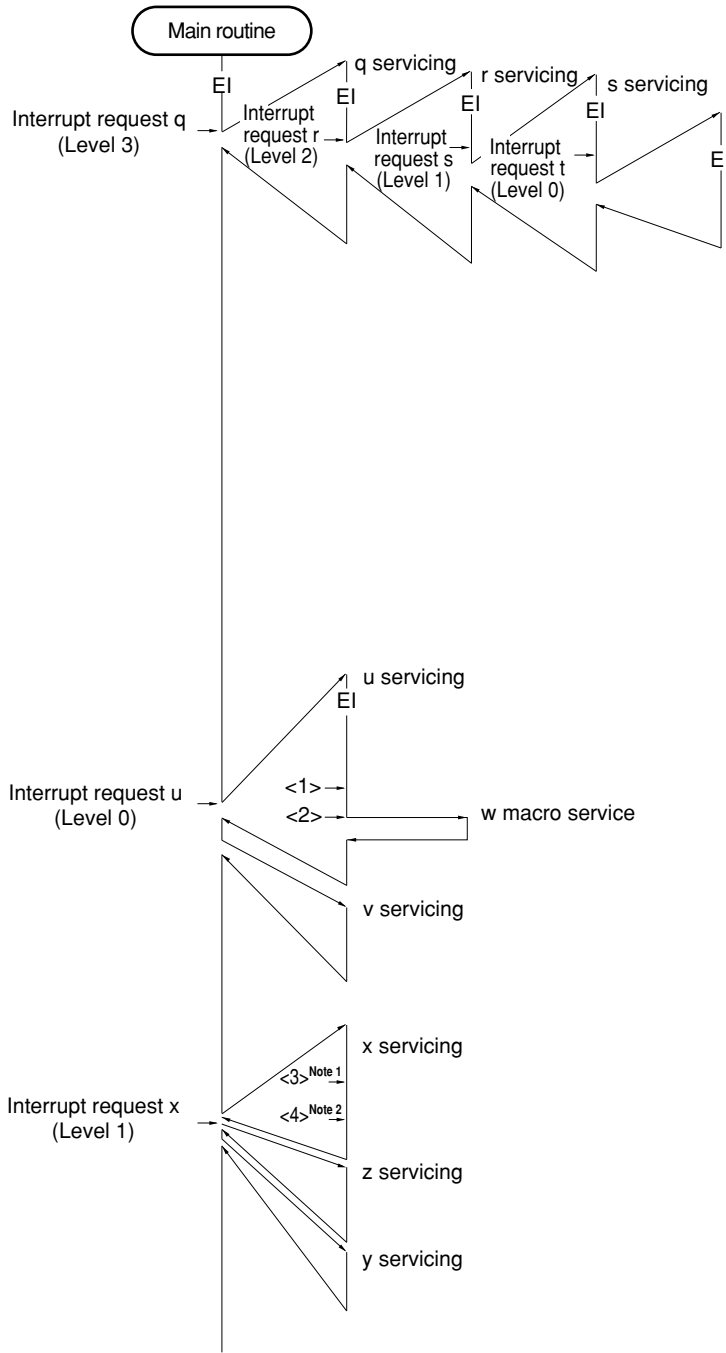 Main routine
EI
Interrupt request q
(Level 3)
q servicing
EI
Interrupt
request r
(Level 2)
r servicing
EI
Interrupt
request s
(Level 1)
s servicing
EI
Interrupt
request t
(Level 0)
E
u servicing
EI
<1>
Interrupt request u
(Level 0)
<2>
w macro service
v servicing
x servicing
<3> Note 1
<4> Note 2
Interrupt request x
(Level 1)
z servicing
y servicing